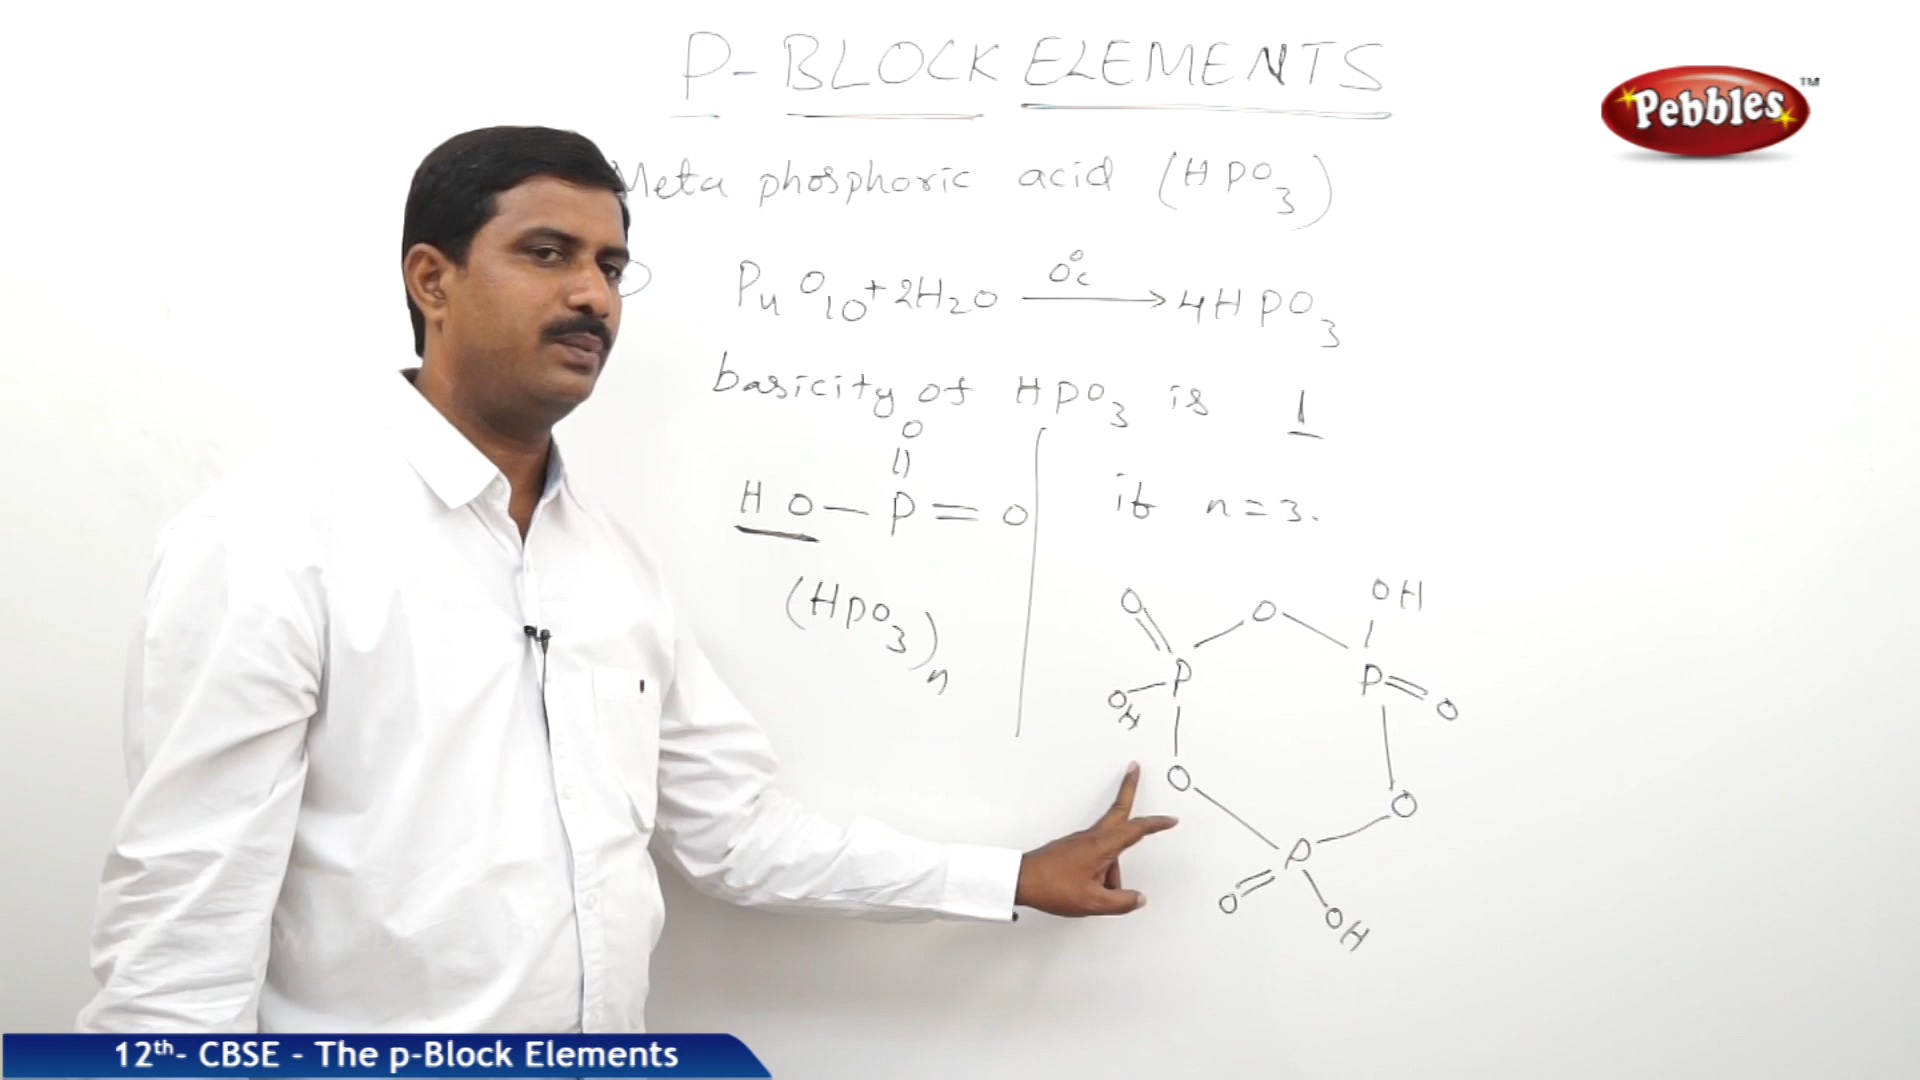 P-BLOCK ELEMENTS
Pebbles™
Meta phosphoric acid (HPO₃)
P₄O₁₀ + 2H₂O 0°C → 4HPO₃
basicity of HPO₃ is 1
O
||
HO—P=O
(HPO₃)ₙ
if n=3.
O O OH
P P=O
OH
O O
P
O OH
12th- CBSE - The p-Block Elements